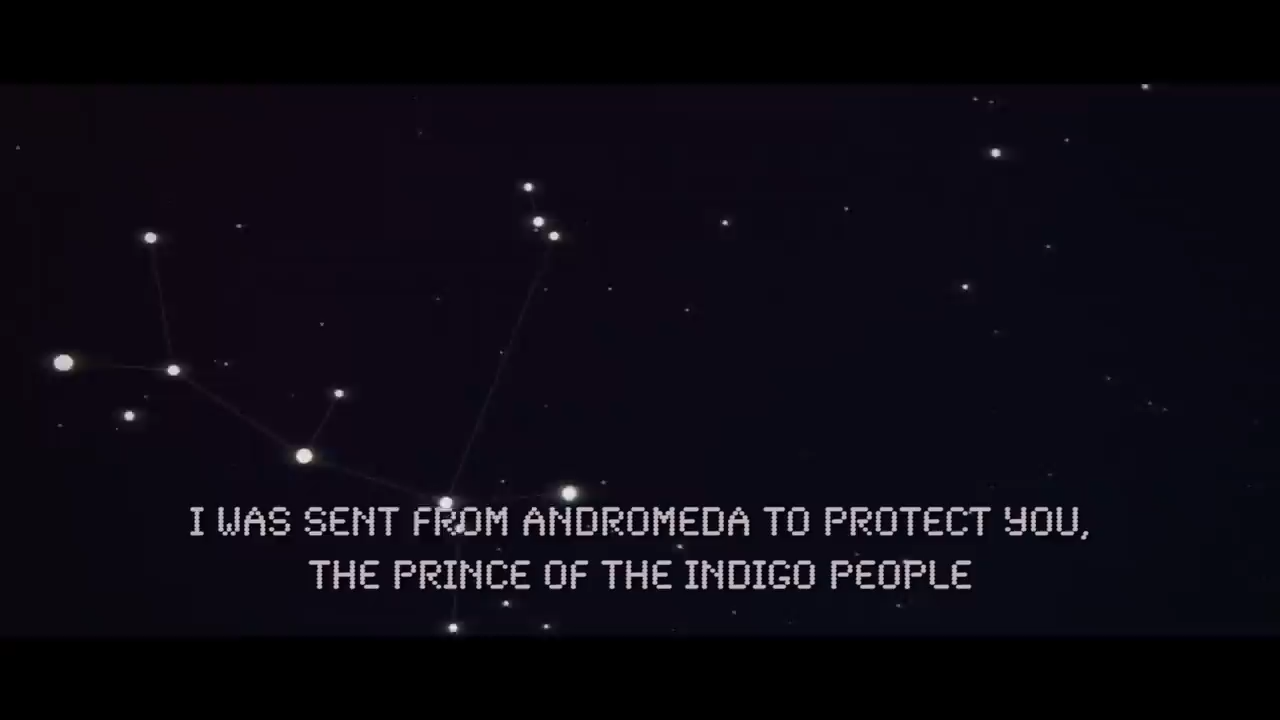 I WAS SENT FROM ANDROMEDA TO PROTECT YOU,
THE PRINCE OF THE INDIGO PEOPLE